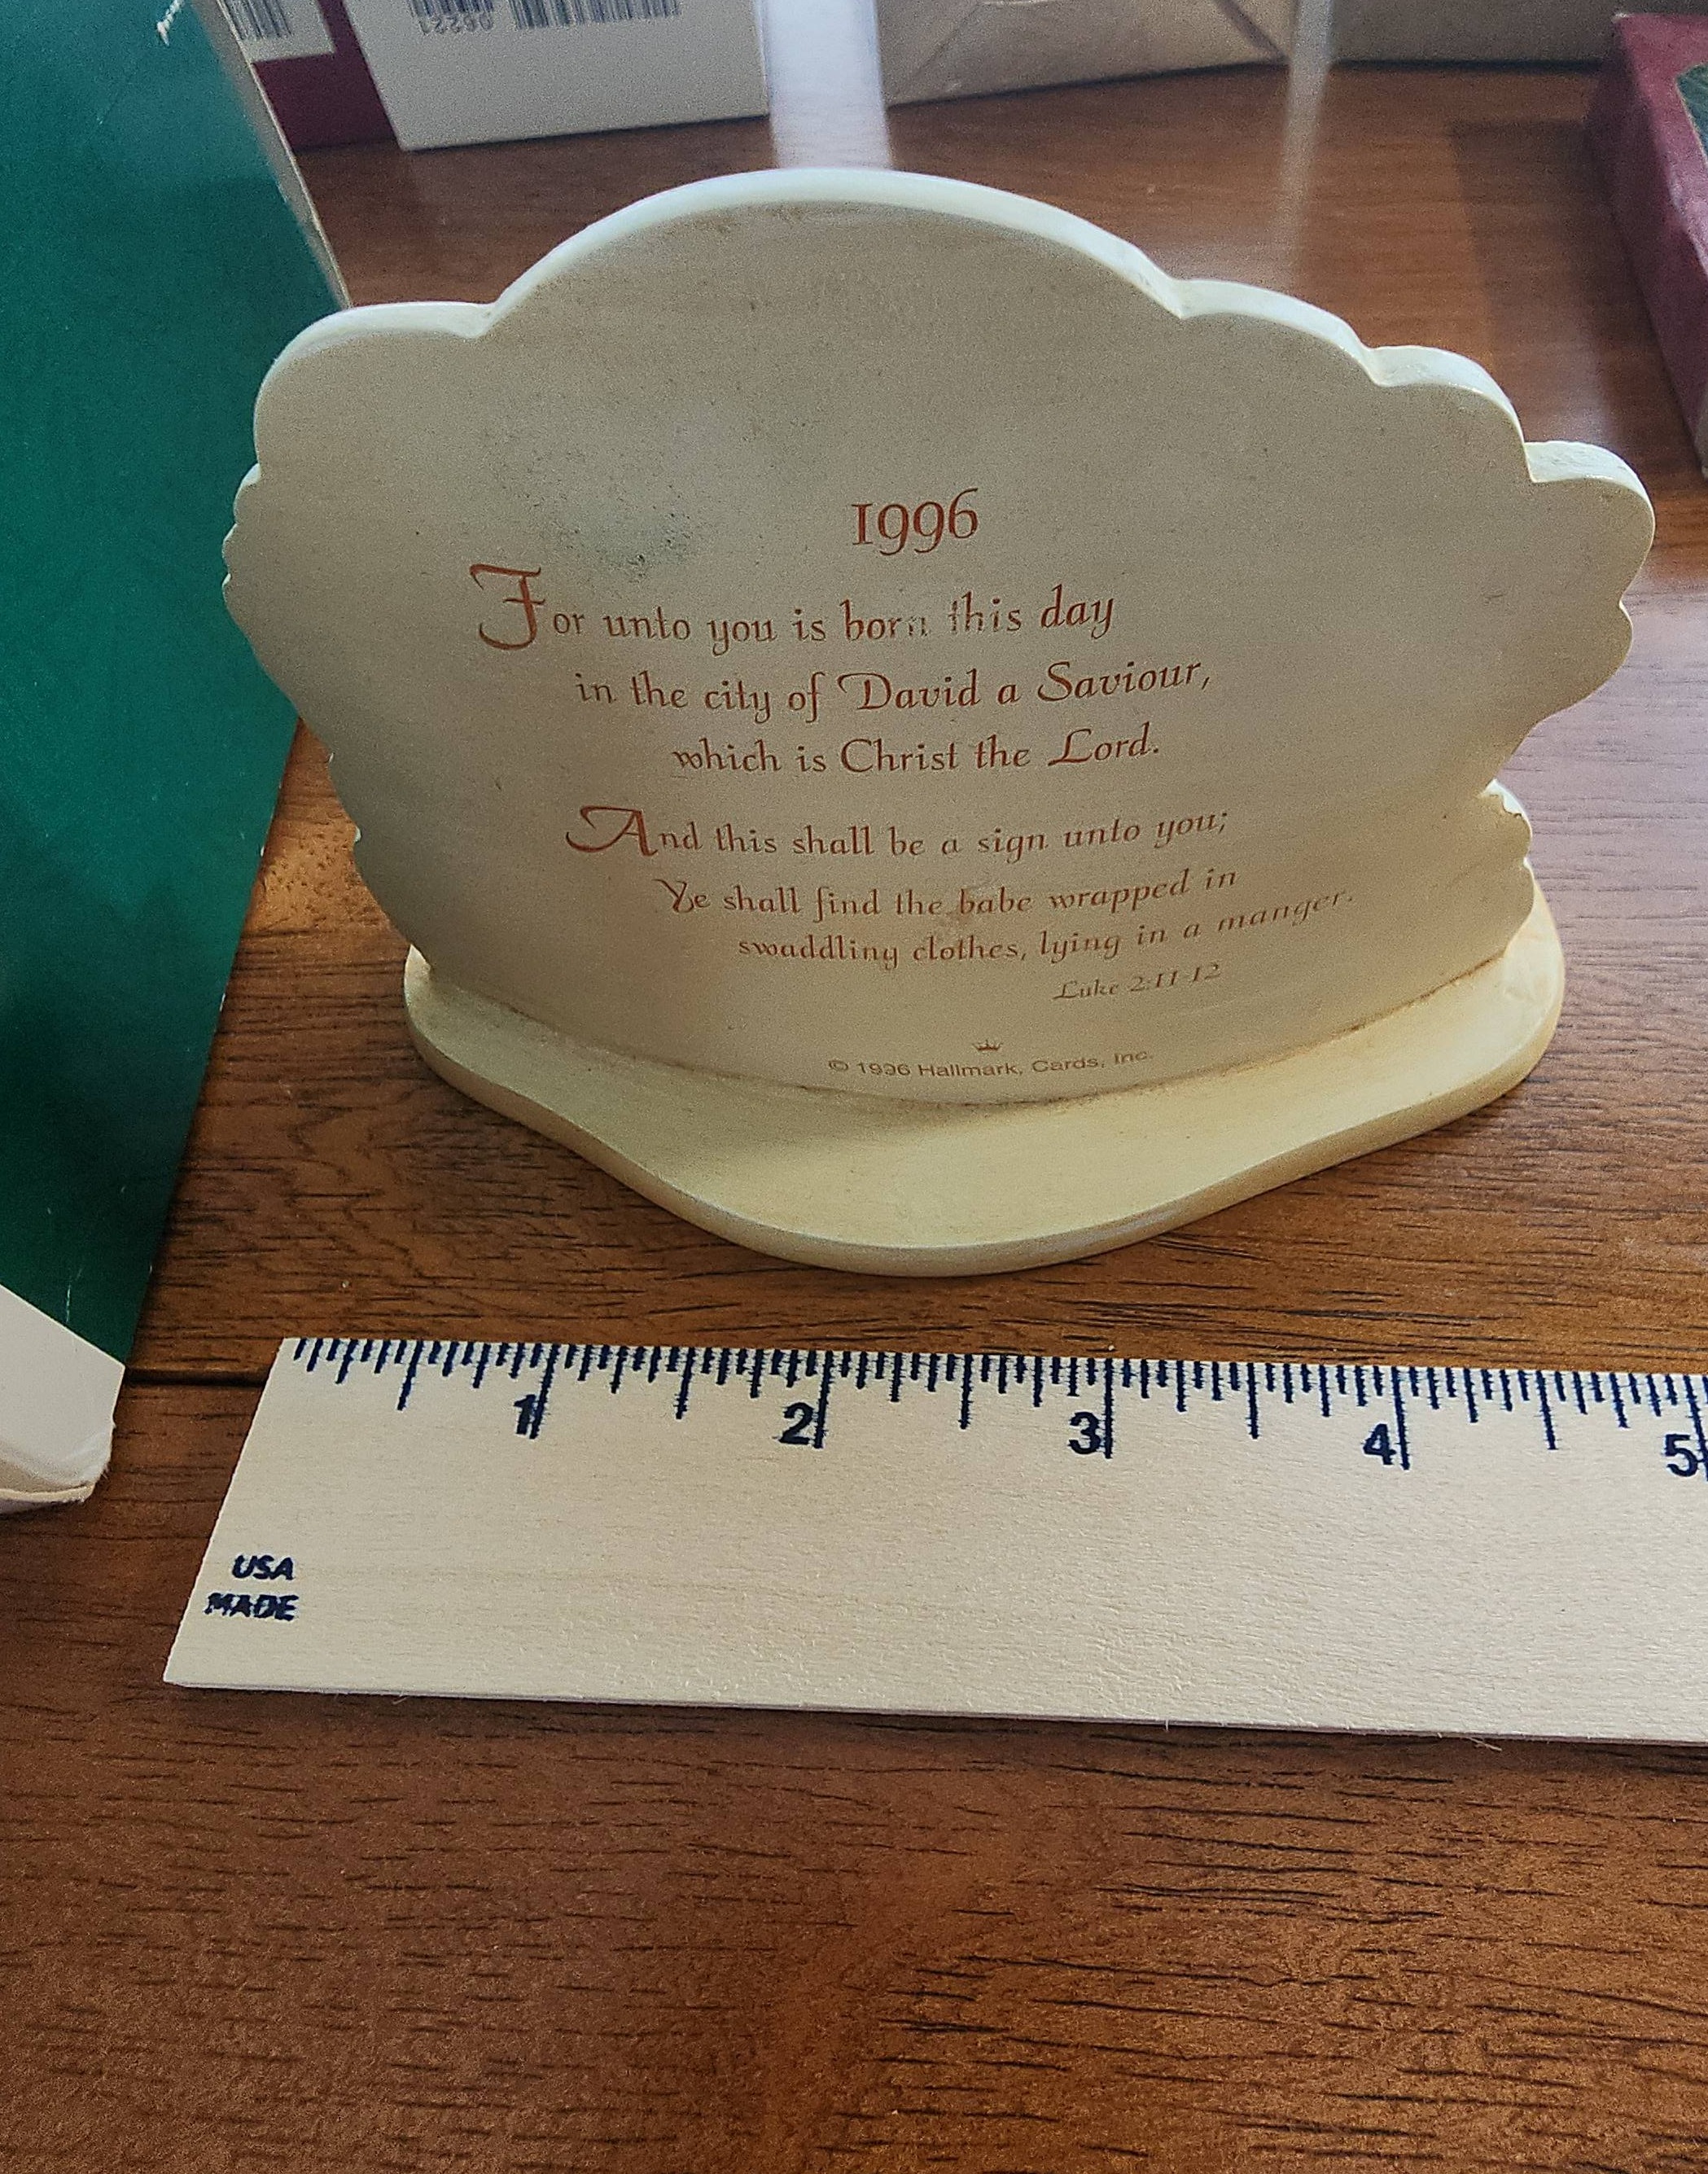 06221
1996
For unto you is born this day
in the city of David a Saviour,
which is Christ the Lord.
And this shall be a sign unto you;
Ye shall find the babe wrapped in
swaddling clothes, lying in a manger.
Luke 2:11-12
© 1996 Hallmark, Cards, Inc.
1 2 3 4 5
USA
MADE